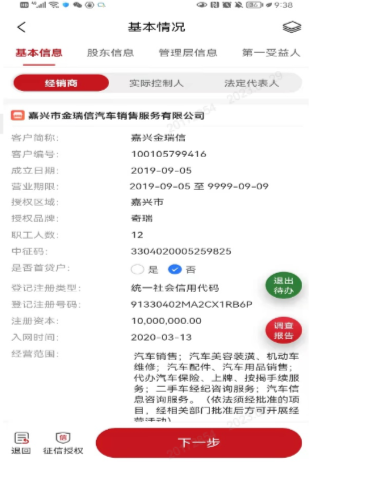 9:38
基本情况
基本信息 股东信息 管理层信息 第一受益人
经销商 实际控制人 法定代表人
嘉兴市金瑞信汽车销售服务有限公司
客户简称: 嘉兴金瑞信
客户编号: 100105799416
成立日期: 2019-09-05
营业期限: 2019-09-05 至 9999-09-09
授权区域: 嘉兴市
授权品牌: 奇瑞
职工人数: 12
中征码: 3304020005259825
是否首贷户: 是 否
登记注册类型: 统一社会信用代码
登记注册号码: 91330402MA2CX1RB6P
注册资本: 10,000,000.00
入网时间: 2020-03-13
经营范围: 汽车销售；汽车美容装潢、机动车
维修；汽车配件、汽车用品销售；
代办汽车保险、上牌、按揭手续服
务；二手车经纪咨询服务；汽车信
息咨询服务。（依法须经批准的项
目，经相关部门批准后方可开展经
营活动）
退出
待办
调查
报告
退回 征信授权 下一步